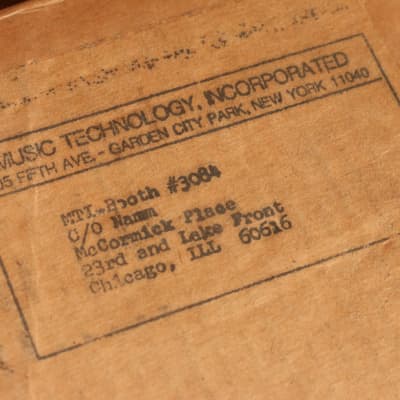 MUSIC TECHNOLOGY, INCORPORATED
05 FIFTH AVE. - GARDEN CITY PARK, NEW YORK 11040
MTI-Booth #3084
C/O Namm
McCormick Place
23rd and Lake Front
Chicago, ILL 60616